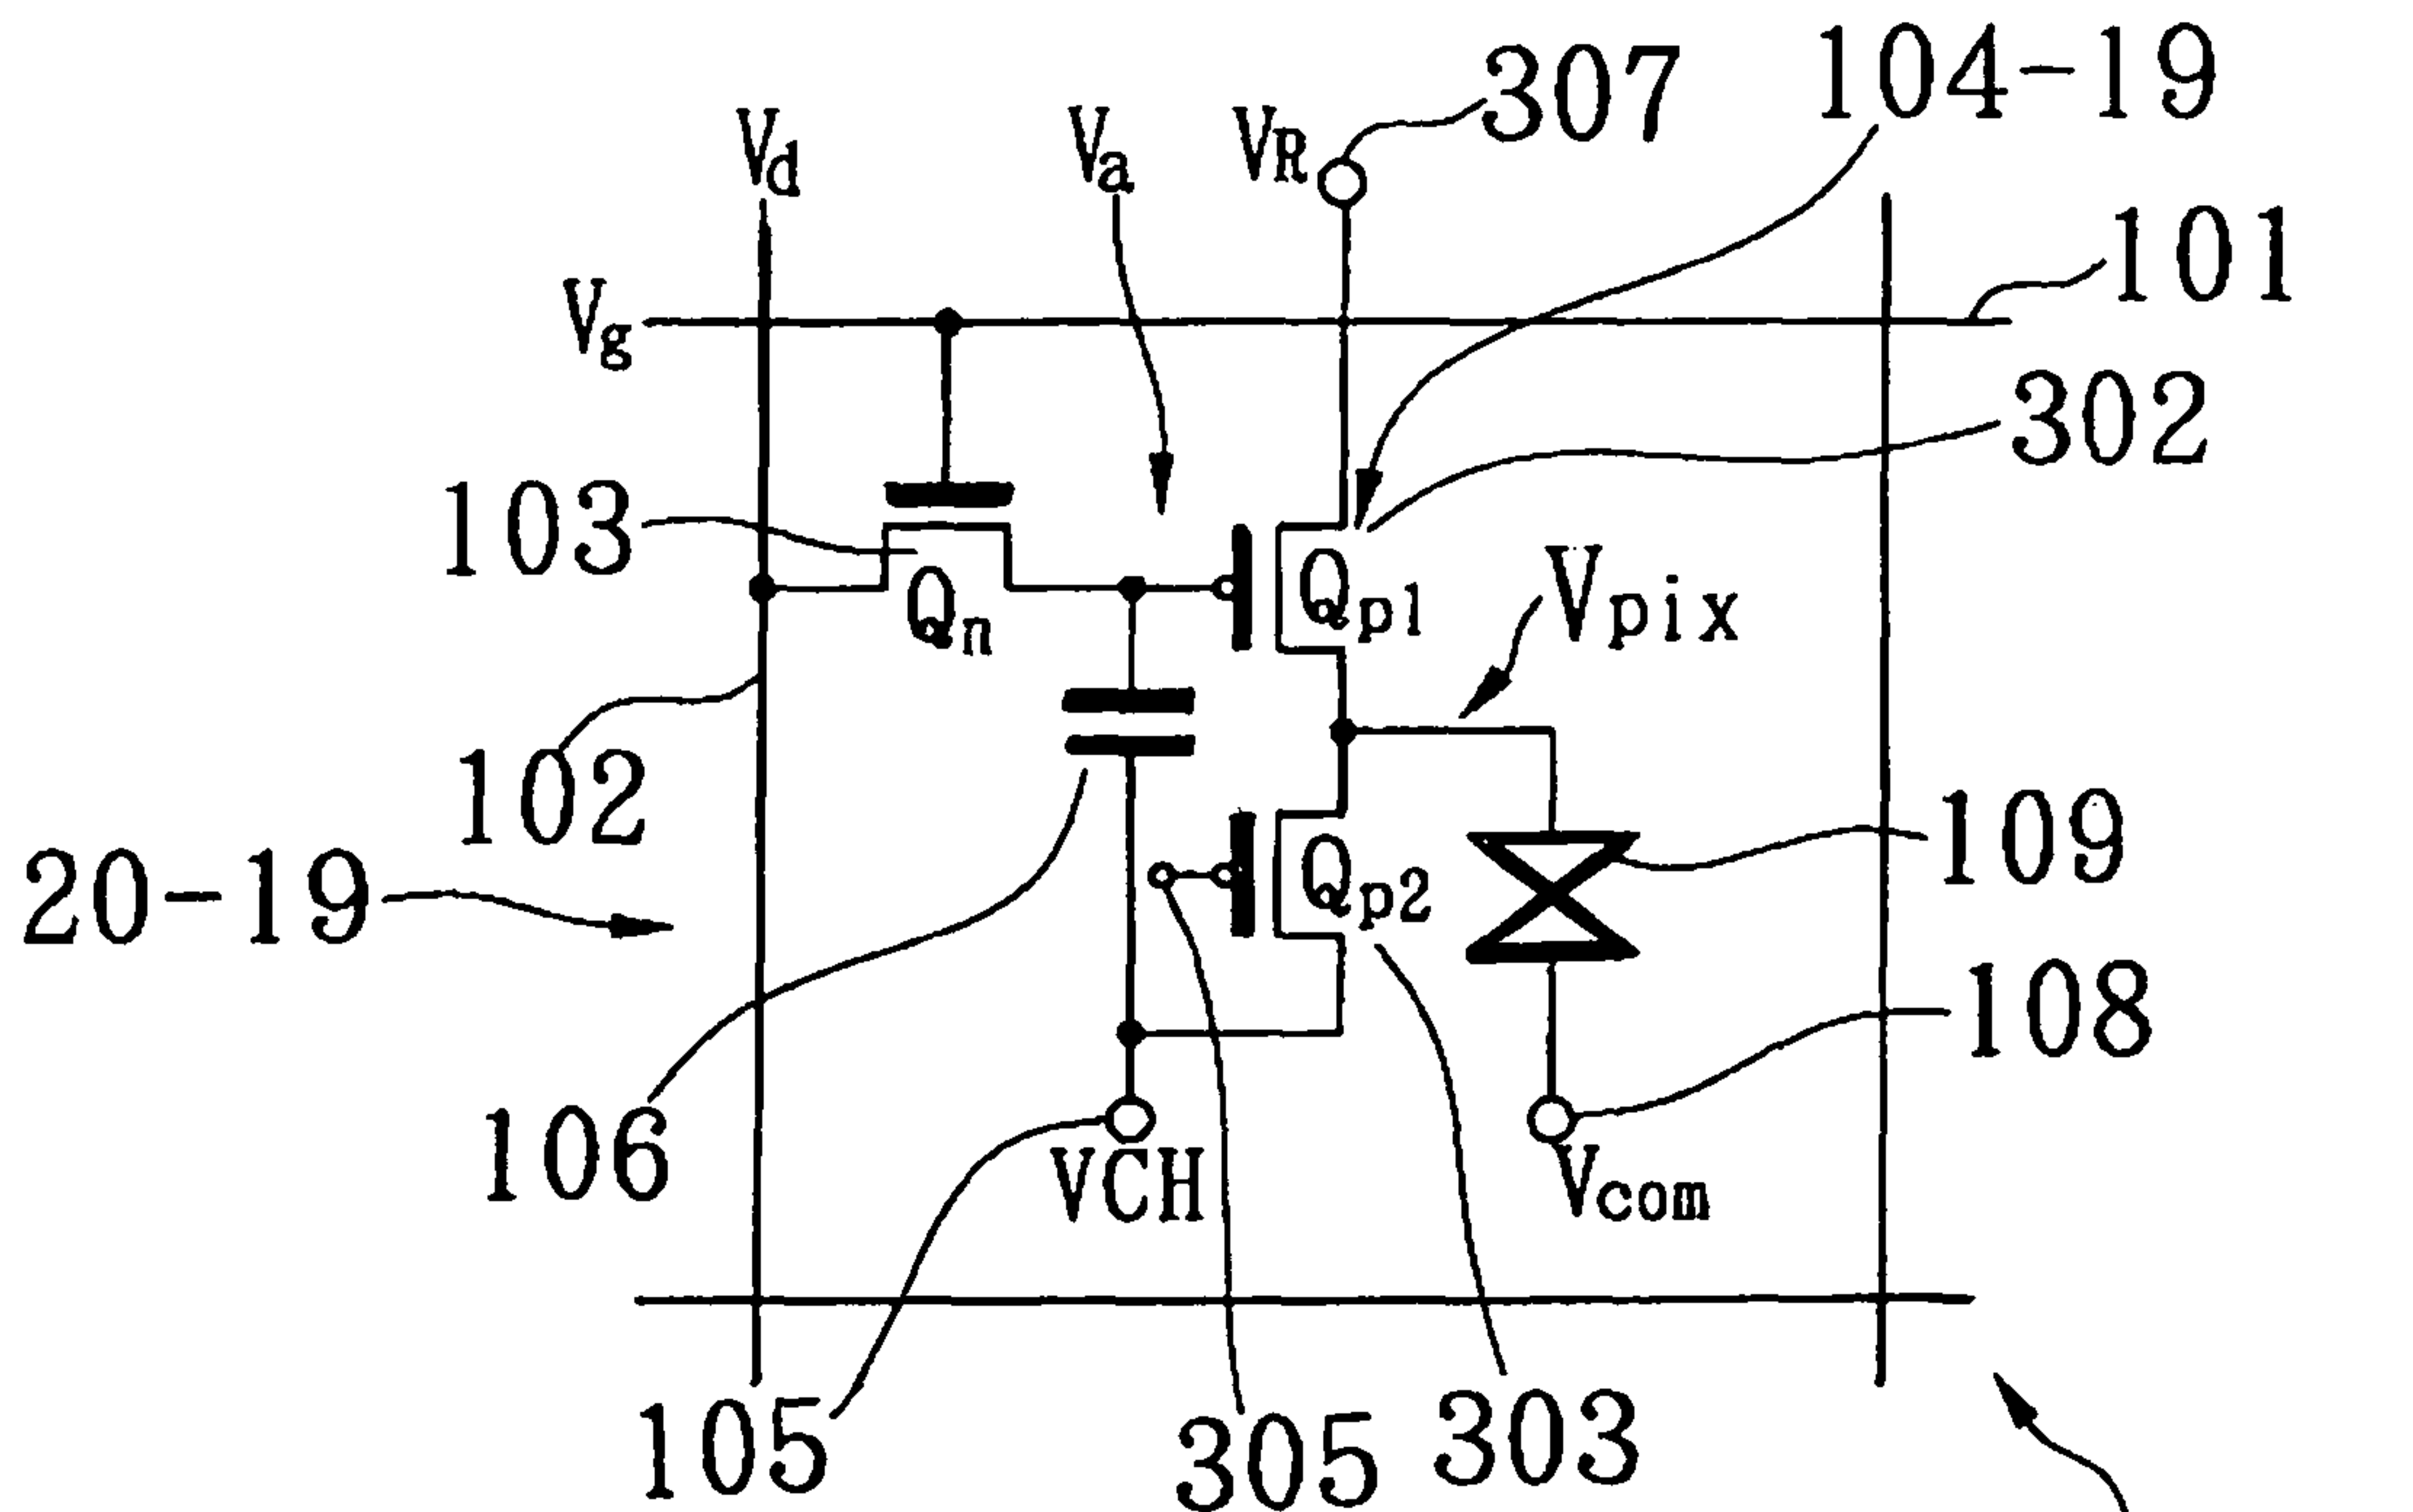 307
104-19
Vd
Va
VR
101
Vg
302
103
Qp1
Vpix
Qn
102
109
20-19
Qp2
108
106
VCH
Vcom
105
305
303